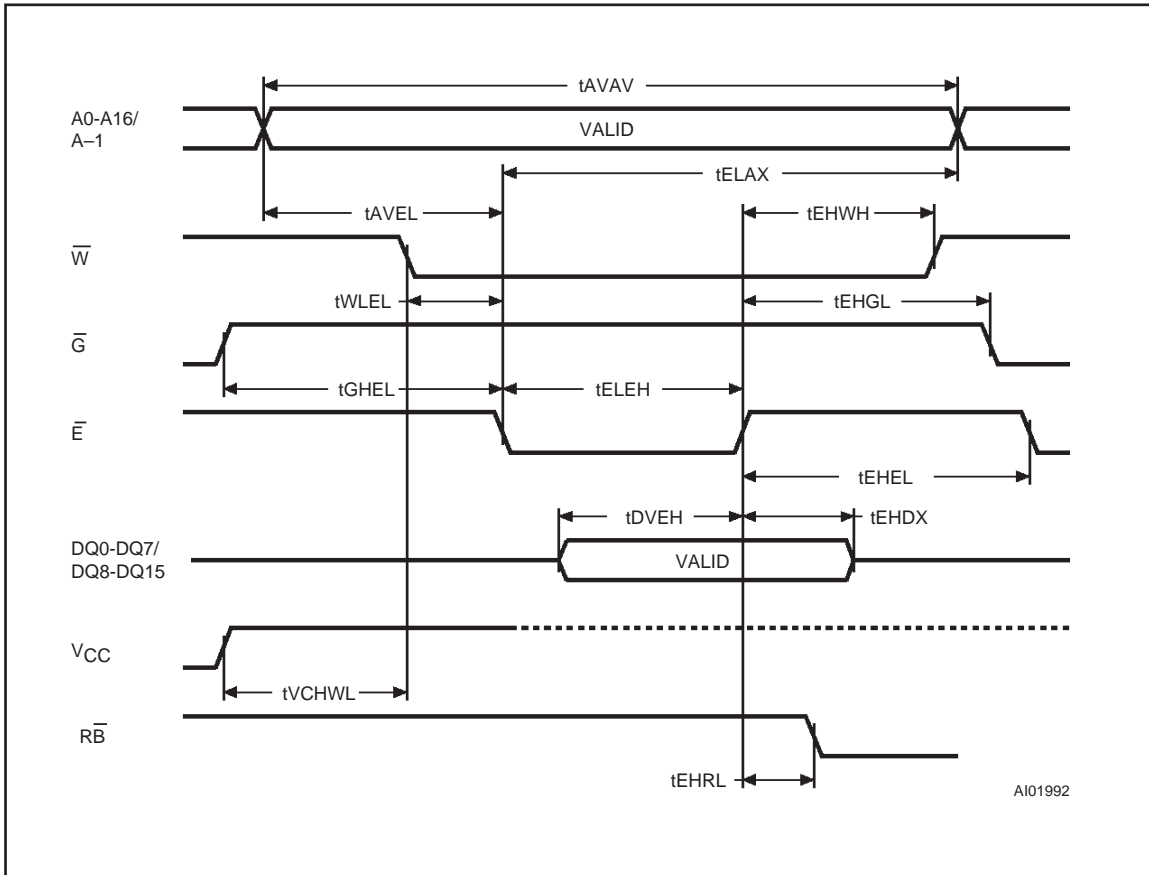 tAVAV
A0-A16/
A–1
VALID
tELAX
tAVEL
tEHWH
W̅
tWLEL
tEHGL
G̅
tGHEL
tELEH
E̅
tEHEL
tDVEH
tEHDX
DQ0-DQ7/
DQ8-DQ15
VALID
VCC
tVCHWL
RB̅
tEHRL
AI01992